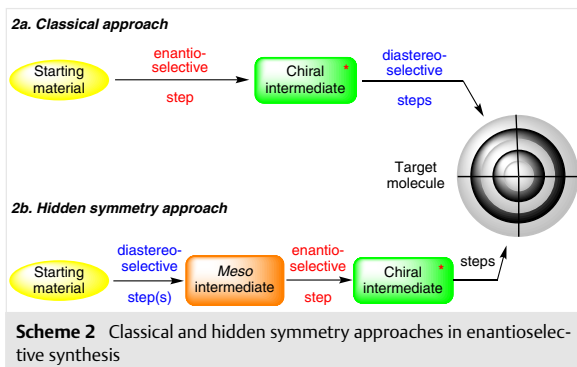 2a. Classical approach
Starting
material
enantio-
selective
step
Chiral *
intermediate
diastereo-
selective
steps
Target
molecule
2b. Hidden symmetry approach
Starting
material
diastereo-
selective
step(s)
Meso
intermediate
enantio-
selective
step
Chiral *
intermediate
steps
Scheme 2 Classical and hidden symmetry approaches in enantioselec-
tive synthesis